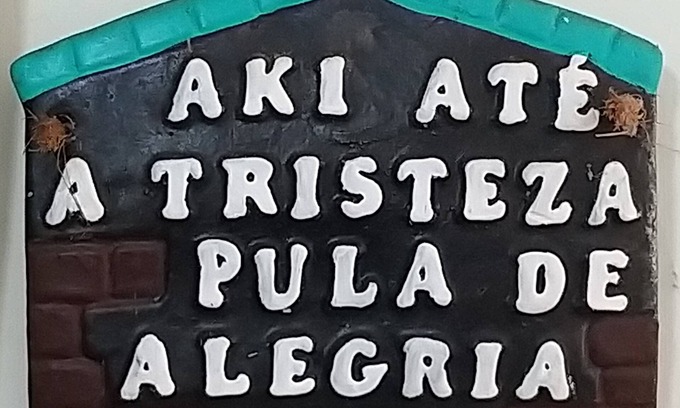 AKI ATÉ
A TRISTEZA
PULA DE
ALEGRIA